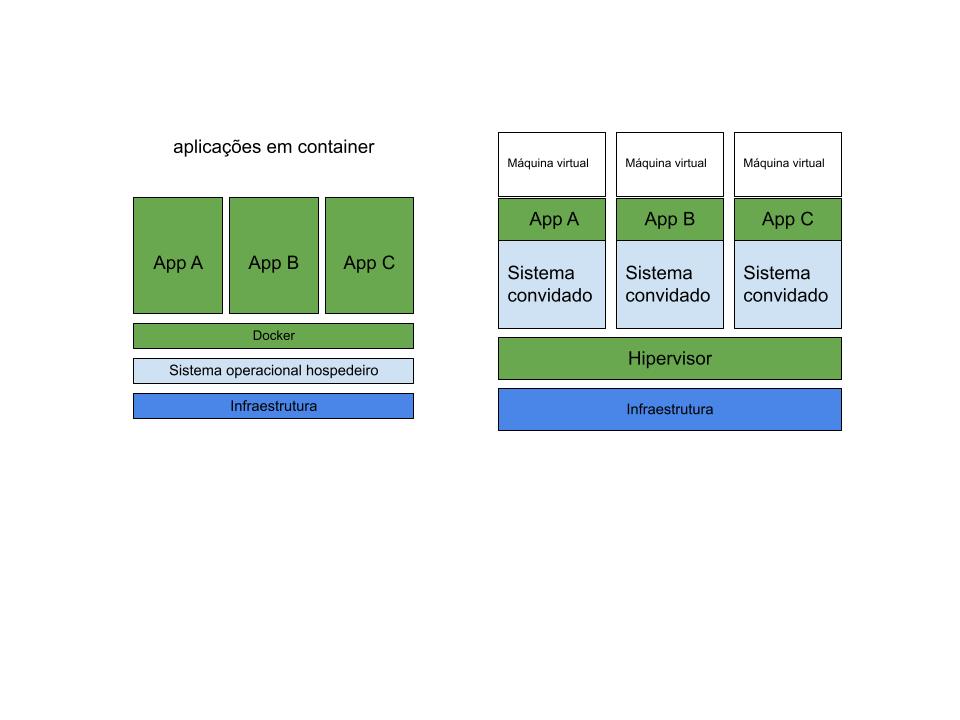 aplicações em container
App A
App B
App C
Docker
Sistema operacional hospedeiro
Infraestrutura
Máquina virtual
Máquina virtual
Máquina virtual
App A
App B
App C
Sistema
convidado
Sistema
convidado
Sistema
convidado
Hipervisor
Infraestrutura